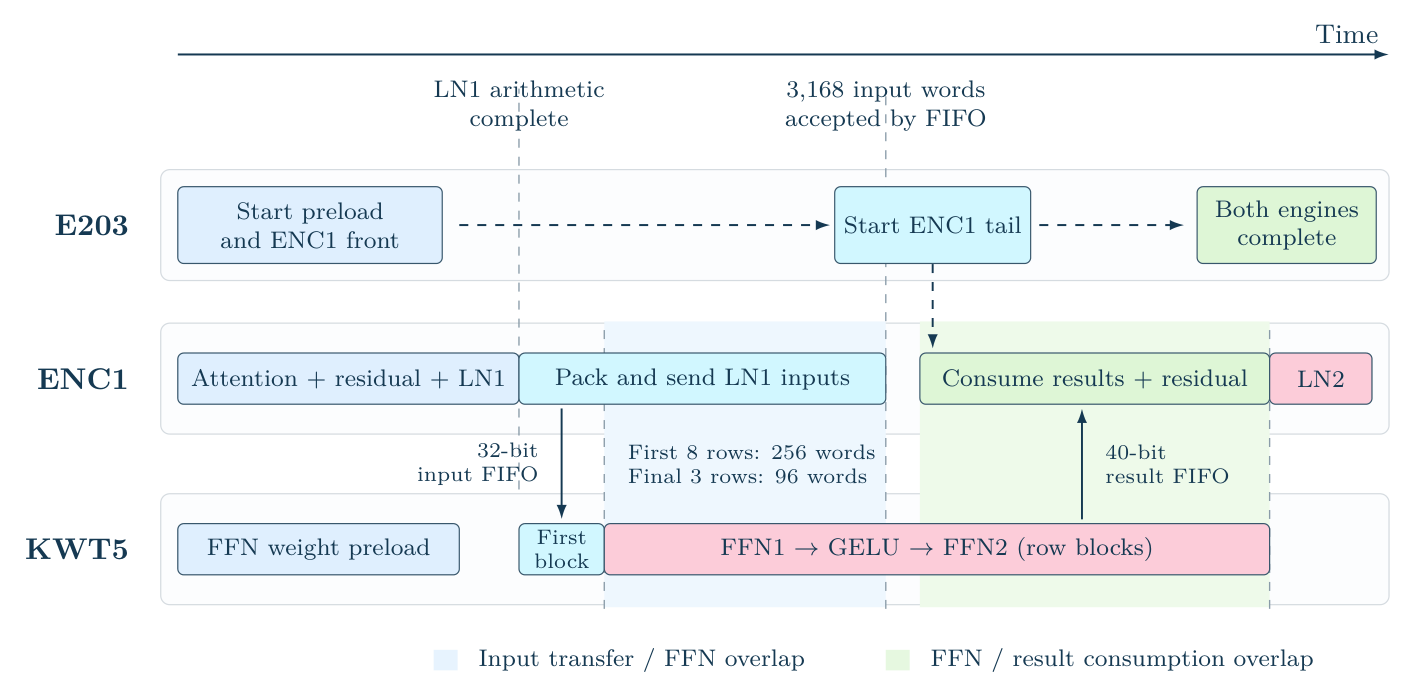 Time
LN1 arithmetic
complete
3,168 input words
accepted by FIFO
E203
Start preload
and ENC1 front
Start ENC1 tail
Both engines
complete
ENC1
Attention + residual + LN1
Pack and send LN1 inputs
Consume results + residual
LN2
32-bit
input FIFO
First 8 rows: 256 words
Final 3 rows: 96 words
40-bit
result FIFO
KWT5
FFN weight preload
First
block
FFN1 → GELU → FFN2 (row blocks)
Input transfer / FFN overlap
FFN / result consumption overlap